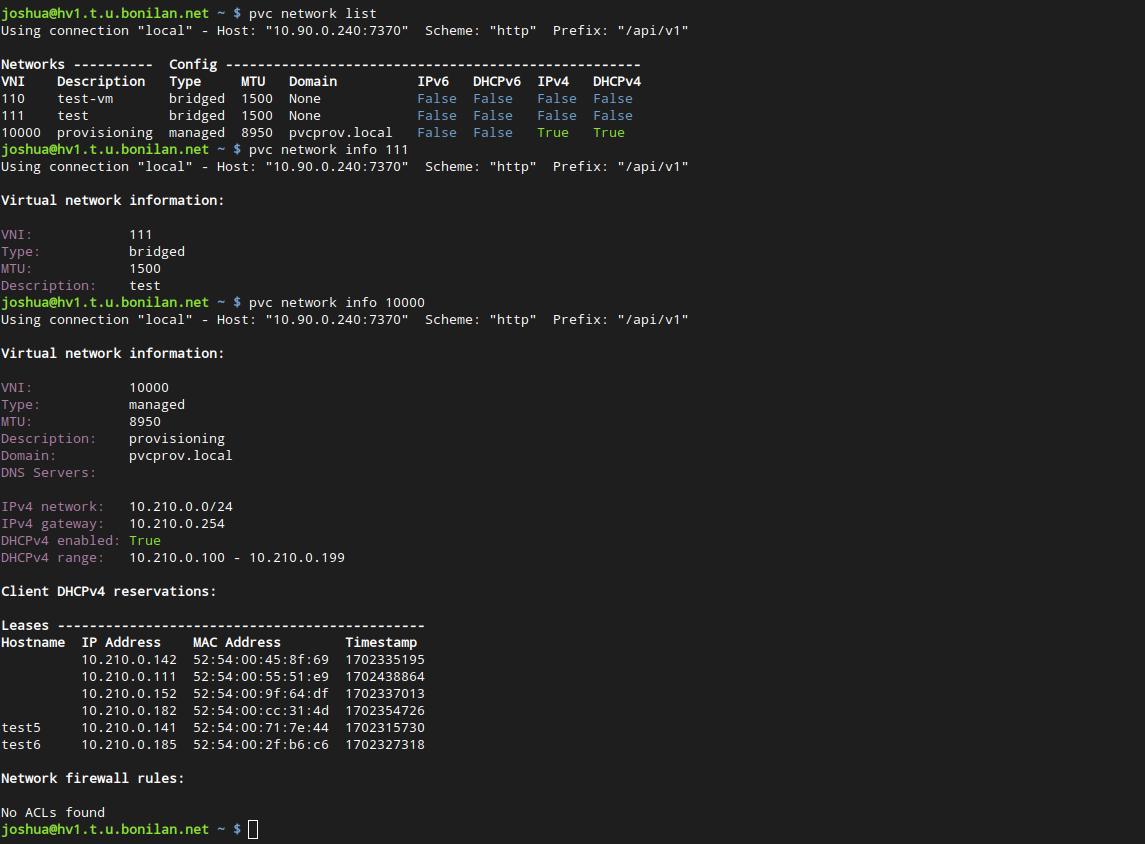 joshua@hv1.t.u.bonilan.net ~ $ pvc network list
Using connection "local" - Host: "10.90.0.240:7370"  Scheme: "http"  Prefix: "/api/v1"

Networks ----------  Config ----------------------------------------------------
VNI    Description   Type     MTU   Domain          IPv6   DHCPv6  IPv4   DHCPv4
110    test-vm       bridged  1500  None            False  False   False  False
111    test          bridged  1500  None            False  False   False  False
10000  provisioning  managed  8950  pvcprov.local   False  False   True   True
joshua@hv1.t.u.bonilan.net ~ $ pvc network info 111
Using connection "local" - Host: "10.90.0.240:7370"  Scheme: "http"  Prefix: "/api/v1"

Virtual network information:

VNI:            111
Type:           bridged
MTU:            1500
Description:    test
joshua@hv1.t.u.bonilan.net ~ $ pvc network info 10000
Using connection "local" - Host: "10.90.0.240:7370"  Scheme: "http"  Prefix: "/api/v1"

Virtual network information:

VNI:            10000
Type:           managed
MTU:            8950
Description:    provisioning
Domain:         pvcprov.local
DNS Servers:

IPv4 network:   10.210.0.0/24
IPv4 gateway:   10.210.0.254
DHCPv4 enabled: True
DHCPv4 range:   10.210.0.100 - 10.210.0.199

Client DHCPv4 reservations:

Leases ----------------------------------------------
Hostname  IP Address    MAC Address        Timestamp
          10.210.0.142  52:54:00:45:8f:69  1702335195
          10.210.0.111  52:54:00:55:51:e9  1702438864
          10.210.0.152  52:54:00:9f:64:df  1702337013
          10.210.0.182  52:54:00:cc:31:4d  1702354726
test5     10.210.0.141  52:54:00:71:7e:44  1702315730
test6     10.210.0.185  52:54:00:2f:b6:c6  1702327318

Network firewall rules:

No ACLs found
joshua@hv1.t.u.bonilan.net ~ $